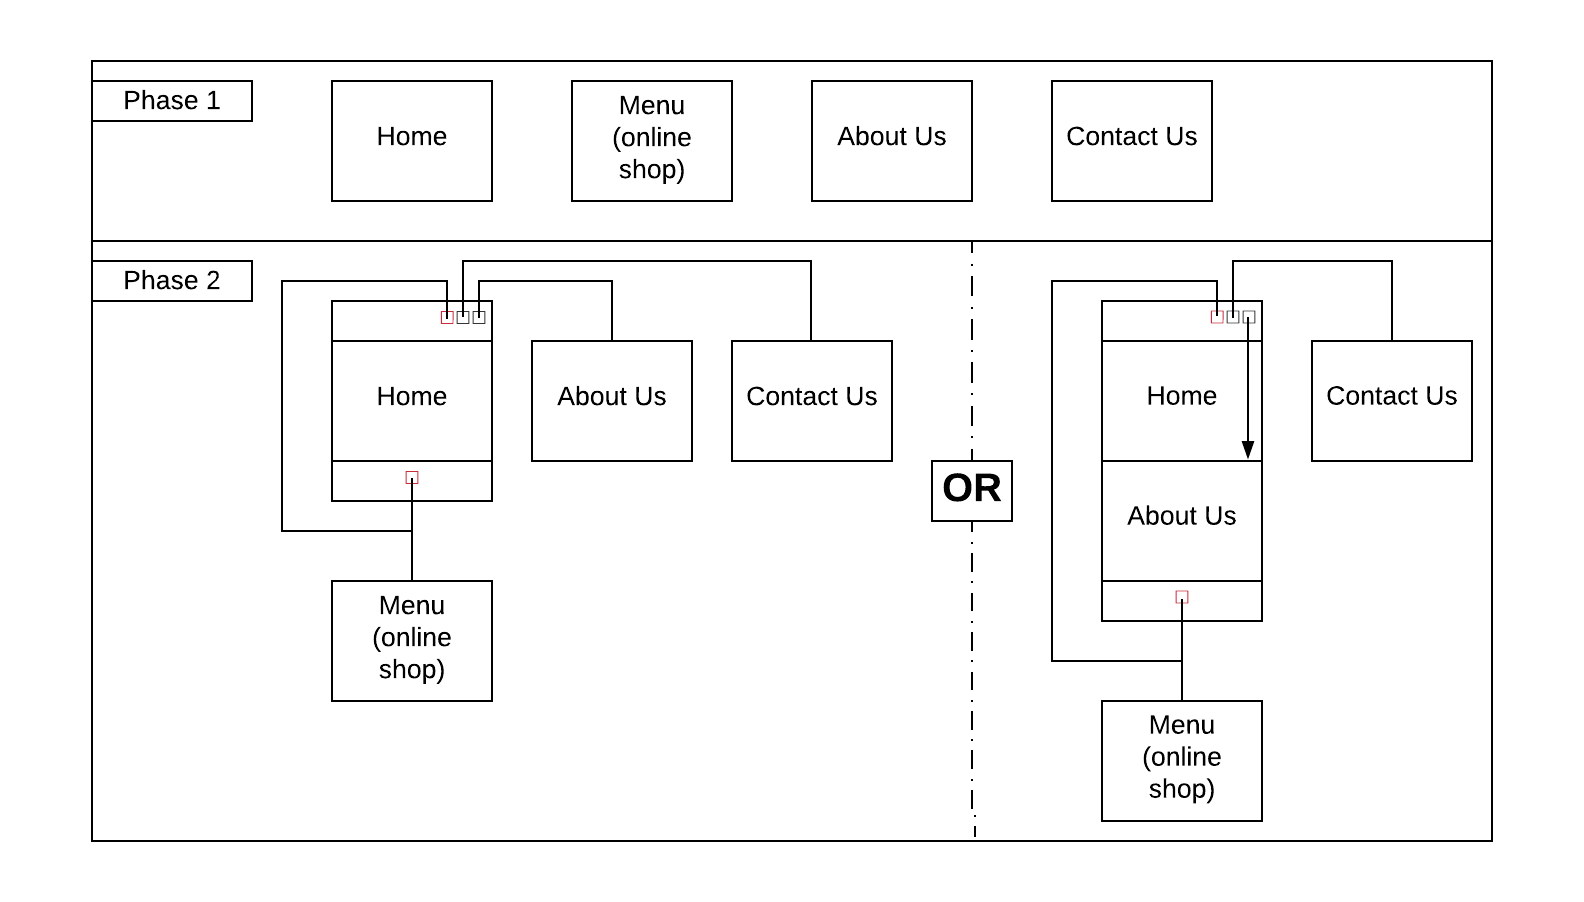 Phase 1
Home
Menu
(online
shop)
About Us
Contact Us
Phase 2
Home
About Us
Contact Us
Menu
(online
shop)
OR
Home
Contact Us
About Us
Menu
(online
shop)